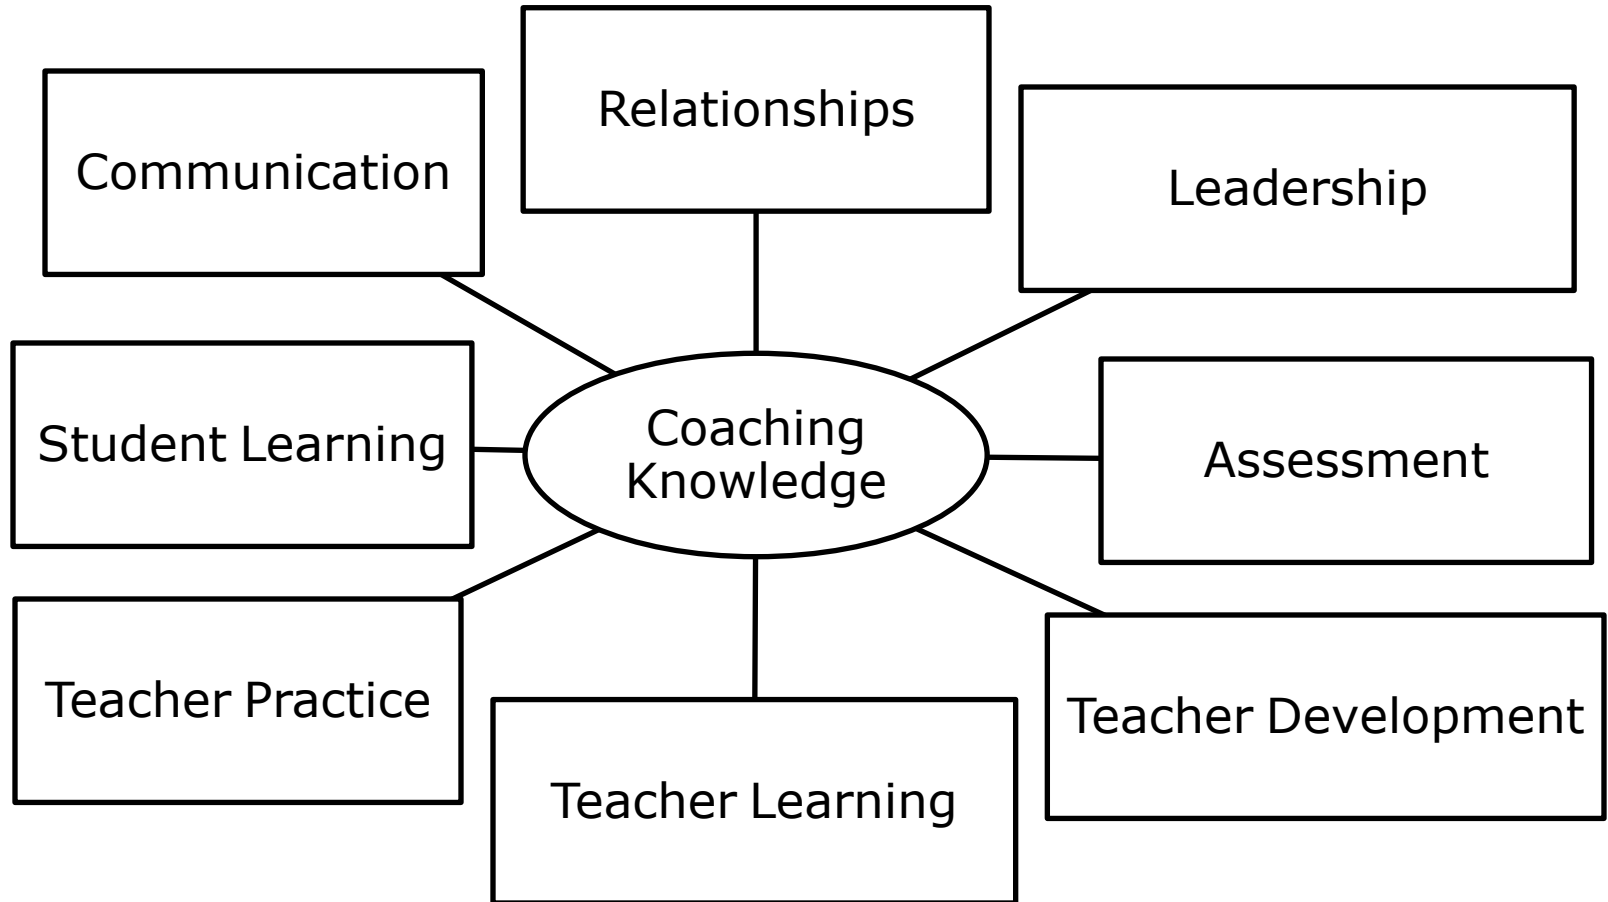 Relationships
Communication
Leadership
Student Learning
Coaching
Knowledge
Assessment
Teacher Practice
Teacher Development
Teacher Learning